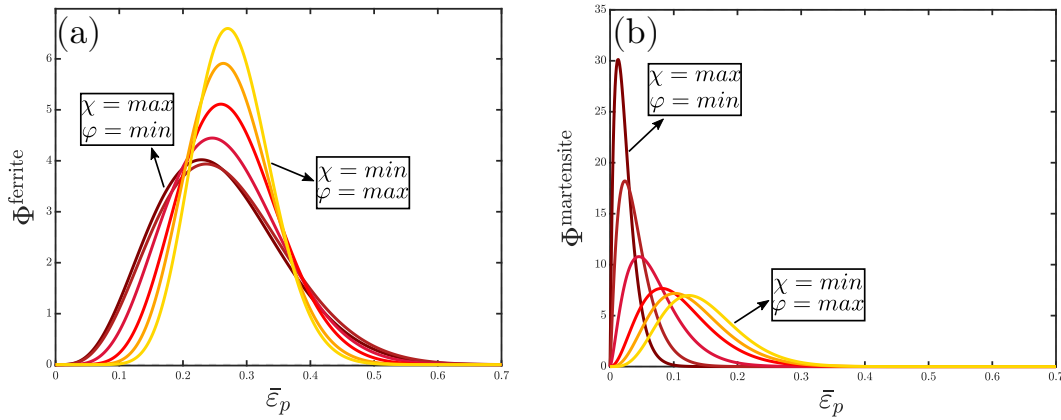 (a)
Φ^ferrite
6
5
4
3
2
1
0
χ = max
φ = min
χ = min
φ = max
0 0.1 0.2 0.3 0.4 0.5 0.6 0.7
ε̄_p
(b)
Φ^martensite
35
30
25
20
15
10
5
0
χ = max
φ = min
χ = min
φ = max
0 0.1 0.2 0.3 0.4 0.5 0.6 0.7
ε̄_p